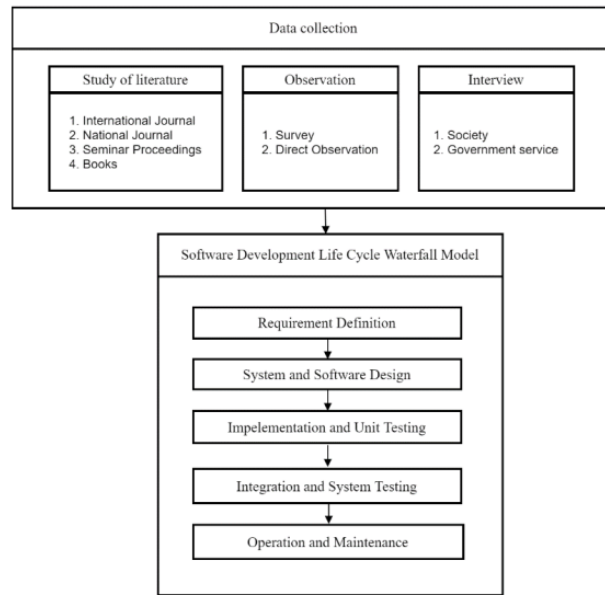 Data collection
Study of literature
1. International Journal
2. National Journal
3. Seminar Proceedings
4. Books
Observation
1. Survey
2. Direct Observation
Interview
1. Society
2. Government service
Software Development Life Cycle Waterfall Model
Requirement Definition
System and Software Design
Impelementation and Unit Testing
Integration and System Testing
Operation and Maintenance